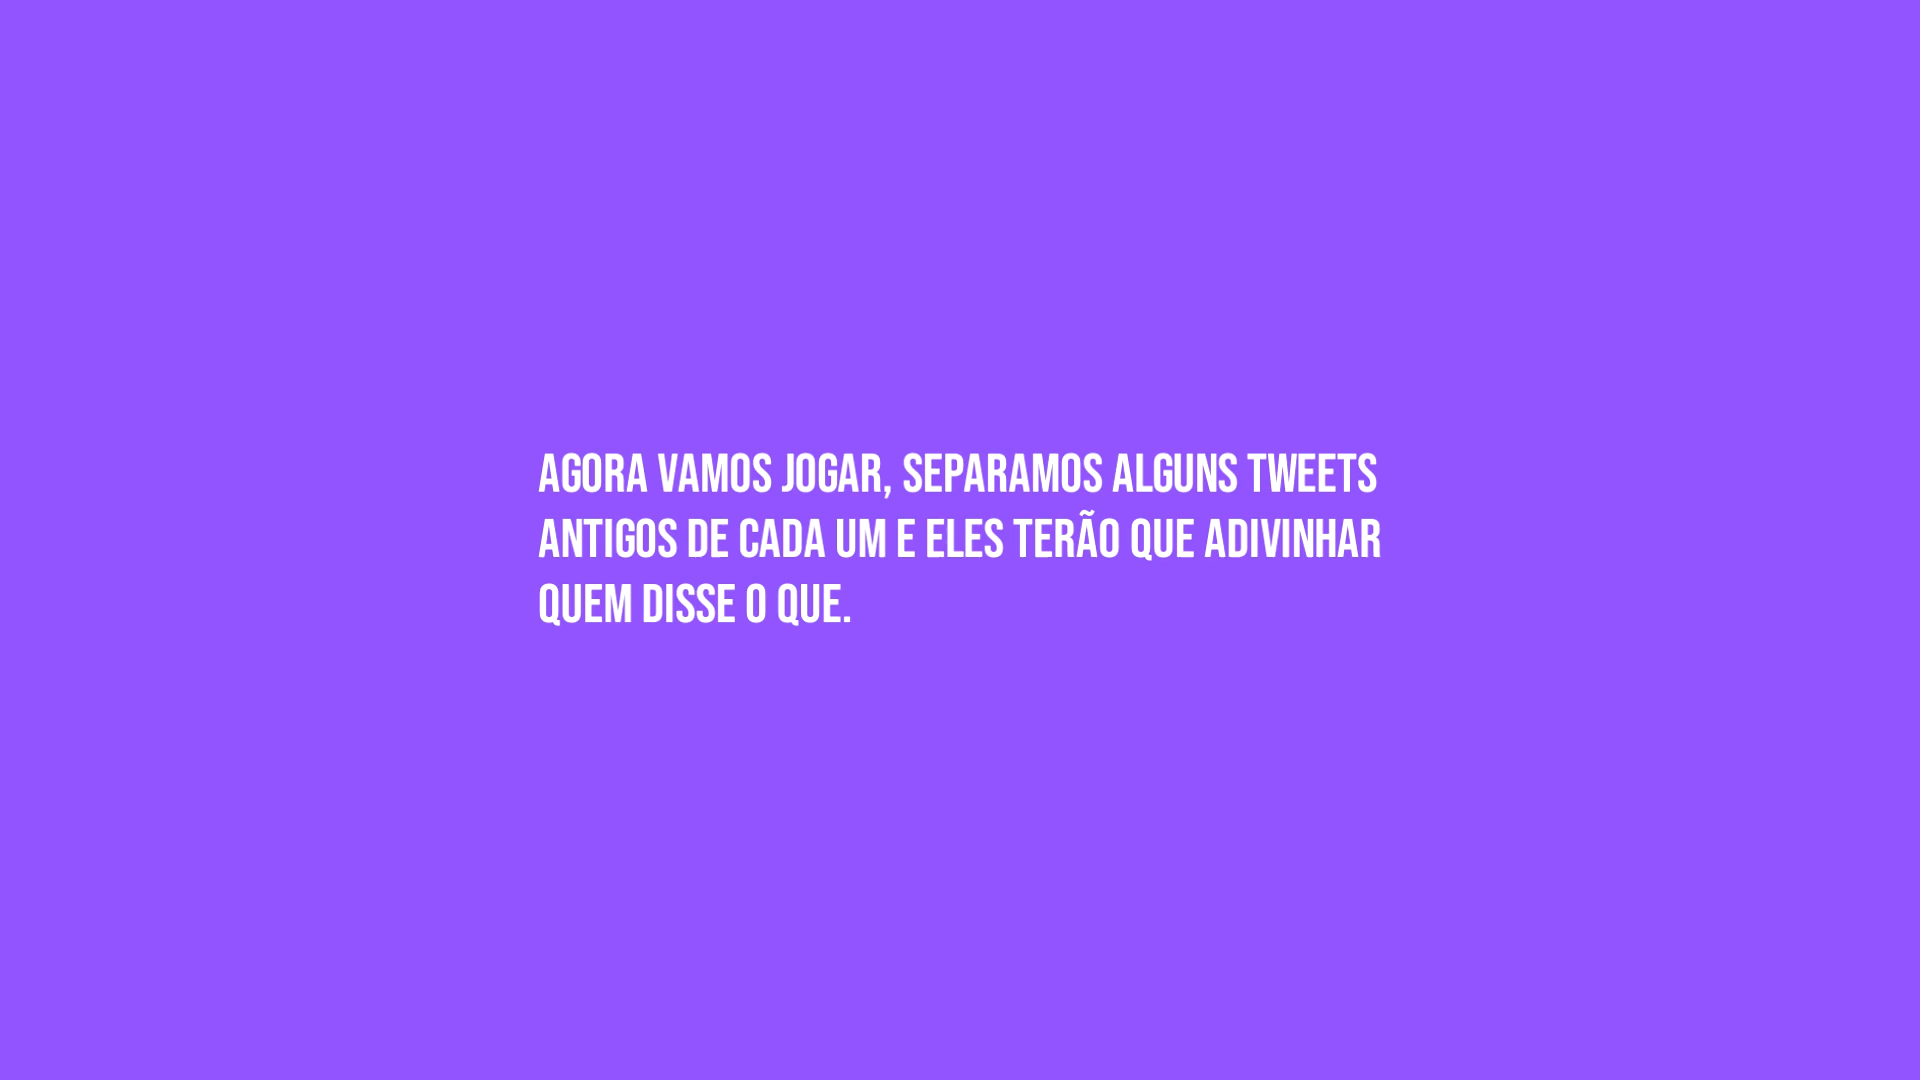 AGORA VAMOS JOGAR, SEPARAMOS ALGUNS TWEETS
ANTIGOS DE CADA UM E ELES TERÃO QUE ADIVINHAR
QUEM DISSE O QUE.